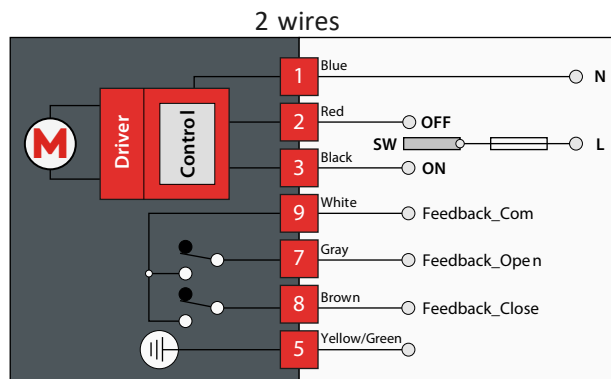 2 wires
1 Blue N
2 Red OFF
SW L
3 Black ON
9 White Feedback_Com
7 Gray Feedback_Open
8 Brown Feedback_Close
5 Yellow/Green
M
Driver
Control